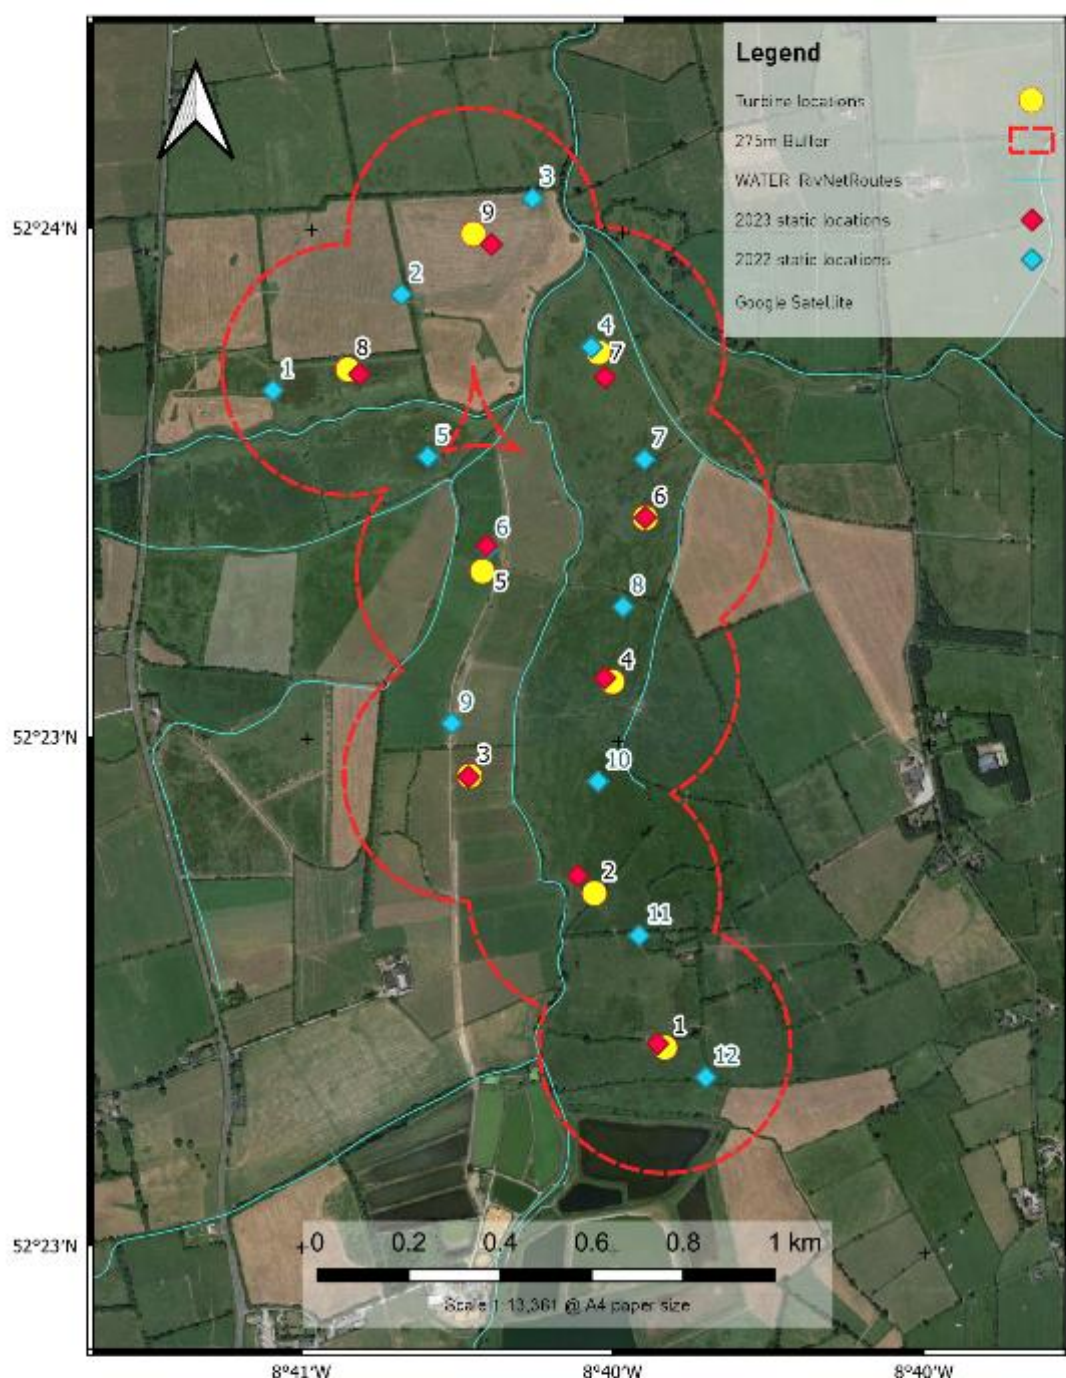 Legend
Turbine locations
275m Buffer
WATER_RivNetRoutes
2023 static locations
2022 static locations
Google Satellite
3
9
52°24'N
2
4
8
7
1
5
7
6
6
5
8
4
9
52°23'N
3
10
2
11
1
12
52°23'N
0 0.2 0.4 0.6 0.8 1 km
Scale 1:13,361 @ A4 paper size
8°41'W 8°40'W 8°40'W